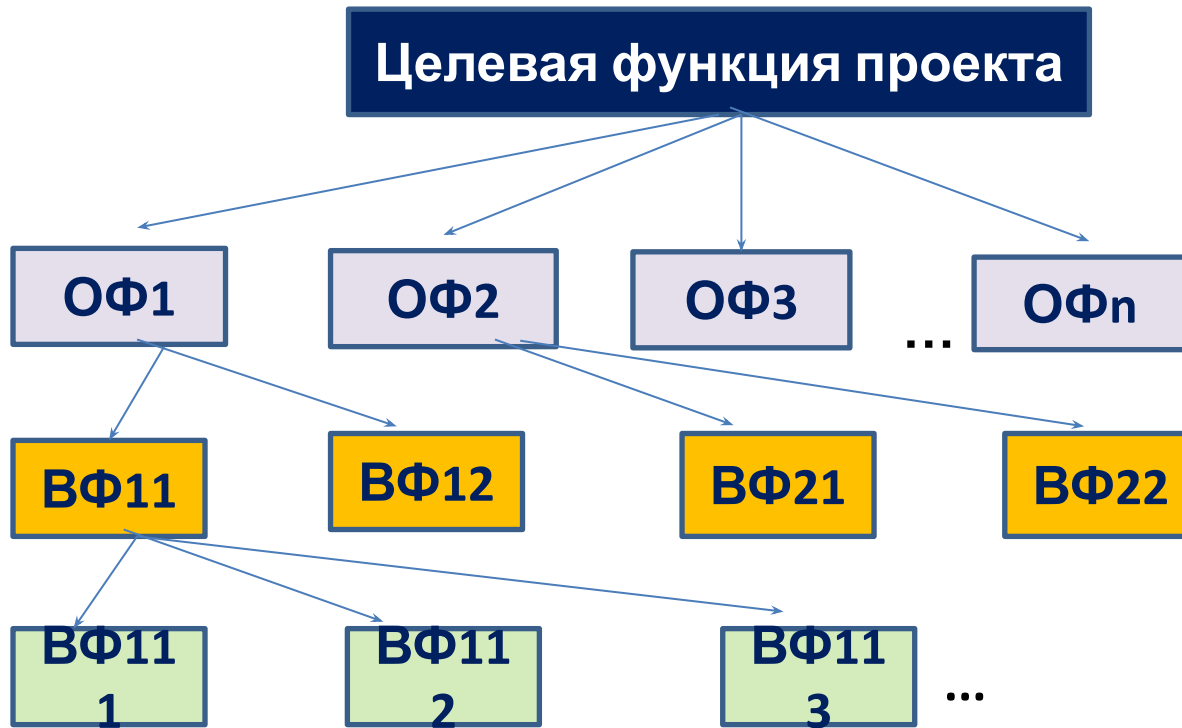 Целевая функция проекта
ОФ1
ОФ2
ОФ3
...
ОФn
ВФ11
ВФ12
ВФ21
ВФ22
ВФ11
1
ВФ11
2
ВФ11
3
...